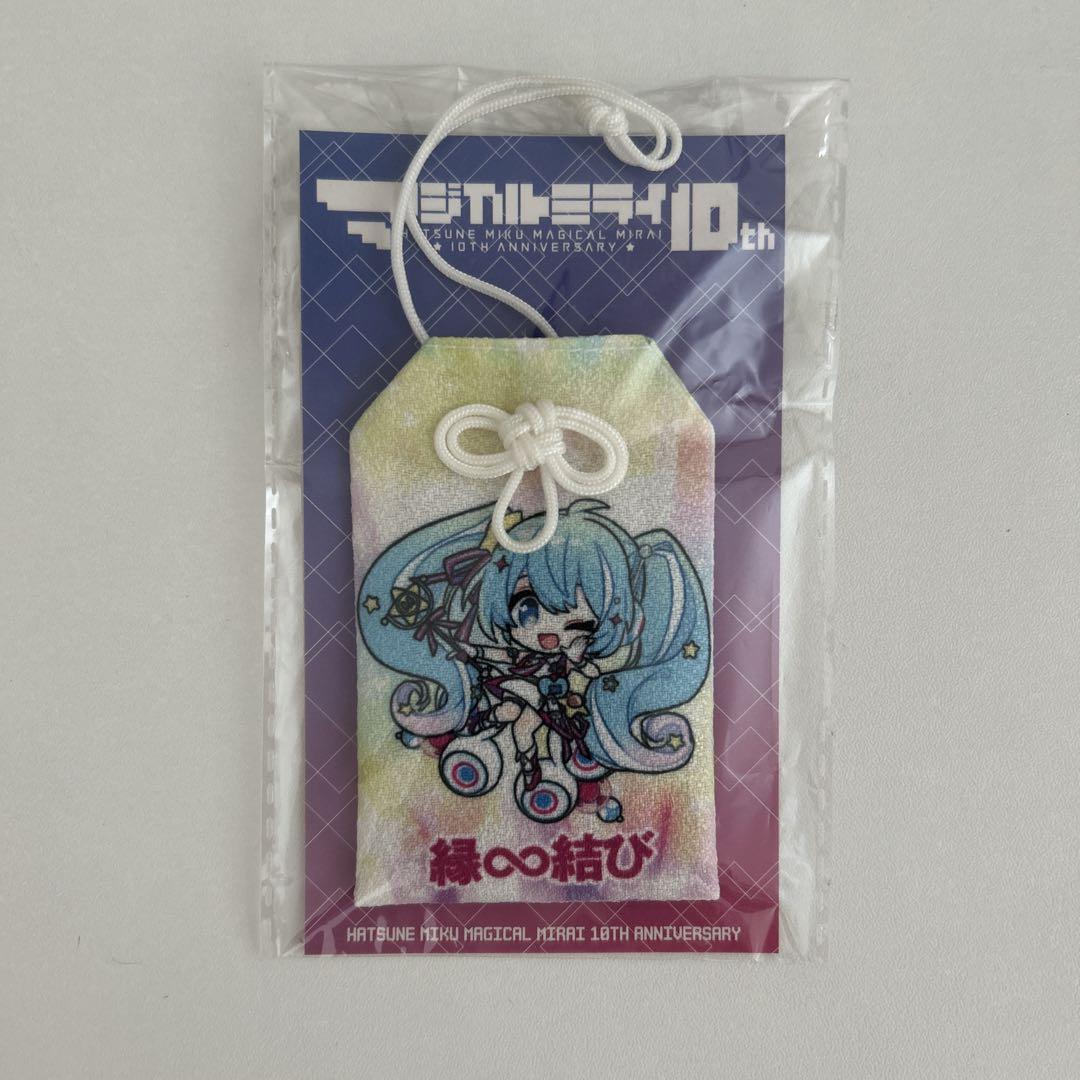 マジカルミライ10th
HATSUNE MIKU MAGICAL MIRAI
★ 10TH ANNIVERSARY ★
縁∞結び
HATSUNE MIKU MAGICAL MIRAI 10TH ANNIVERSARY